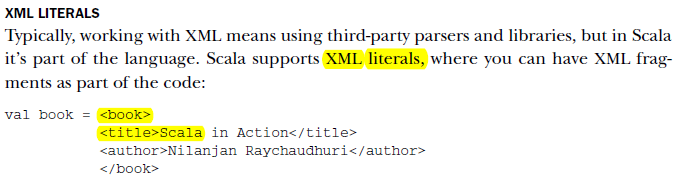 XML LITERALS
Typically, working with XML means using third-party parsers and libraries, but in Scala
it's part of the language. Scala supports XML literals, where you can have XML frag-
ments as part of the code:
val book = <book>
<title>Scala in Action</title>
<author>Nilanjan Raychaudhuri</author>
</book>